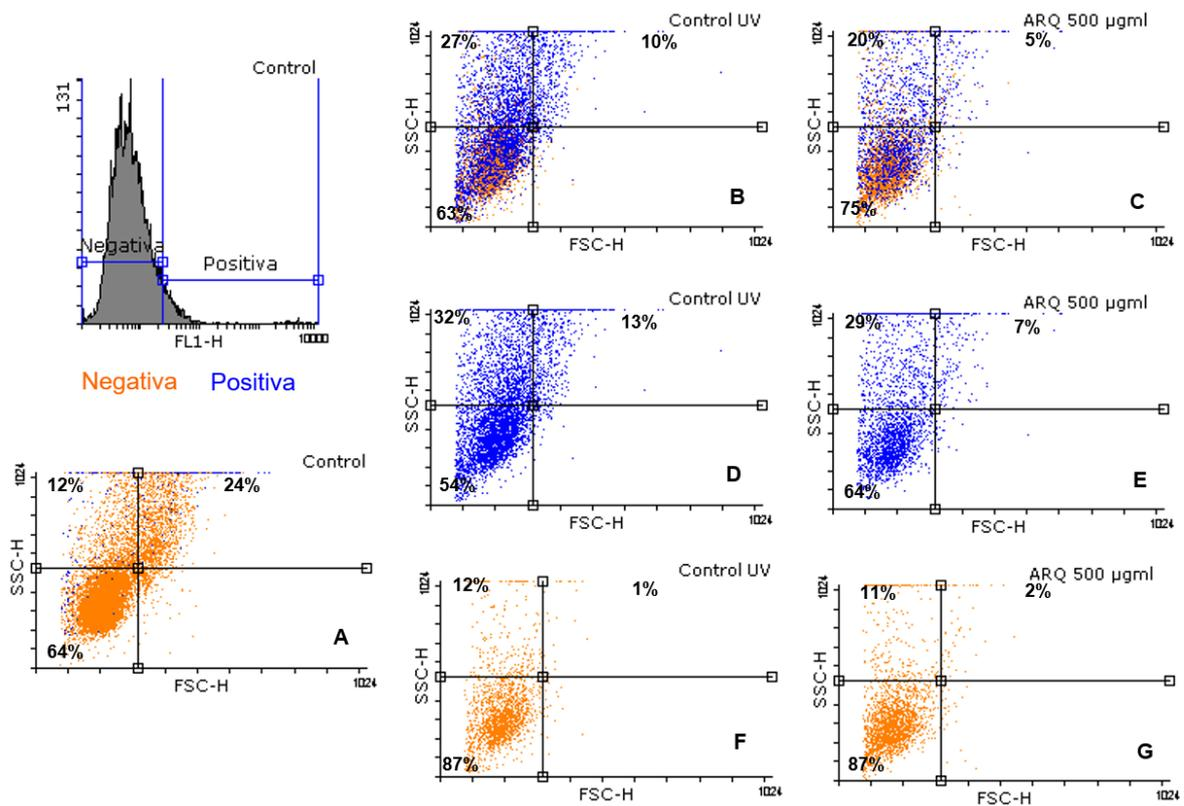 Control
131
Negativa
Positiva
FL1-H
10000
Negativa Positiva
Control
1024
12% 24%
SSC-H
A
64%
FSC-H
1024
Control UV
1024
27% 10%
SSC-H
B
63%
FSC-H
1024
ARQ 500 µgml
1024
20% 5%
SSC-H
C
75%
FSC-H
1024
Control UV
1024
32% 13%
SSC-H
D
54%
FSC-H
1024
ARQ 500 µgml
1024
29% 7%
SSC-H
E
64%
FSC-H
1024
Control UV
1024
12% 1%
SSC-H
F
87%
FSC-H
1024
ARQ 500 µgml
1024
11% 2%
SSC-H
G
87%
FSC-H
1024